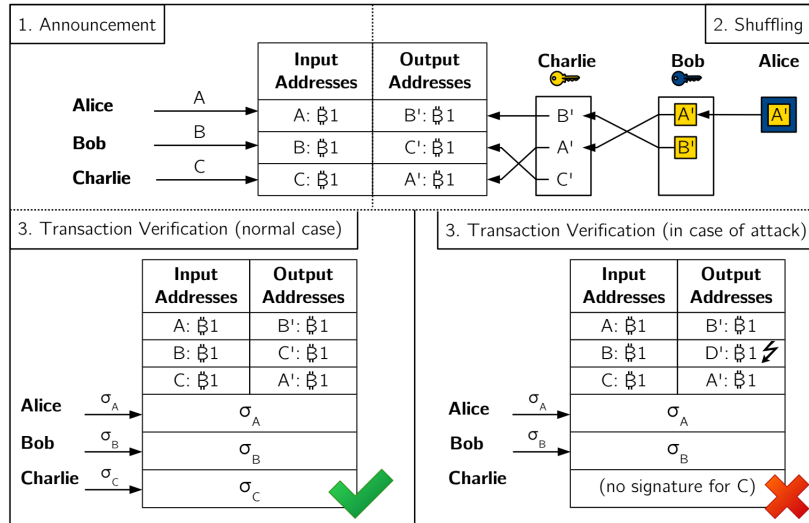 1. Announcement
2. Shuffling
Input Addresses
Output Addresses
Charlie
Bob
Alice
Alice
A
A: ₿1
B': ₿1
B'
A'
A'
Bob
B
B: ₿1
C': ₿1
A'
B'
Charlie
C
C: ₿1
A': ₿1
C'
3. Transaction Verification (normal case)
Input Addresses
Output Addresses
A: ₿1
B': ₿1
B: ₿1
C': ₿1
C: ₿1
A': ₿1
Alice
σA
σA
Bob
σB
σB
Charlie
σC
σC
3. Transaction Verification (in case of attack)
Input Addresses
Output Addresses
A: ₿1
B': ₿1
B: ₿1
D': ₿1
C: ₿1
A': ₿1
Alice
σA
σA
Bob
σB
σB
Charlie
(no signature for C)